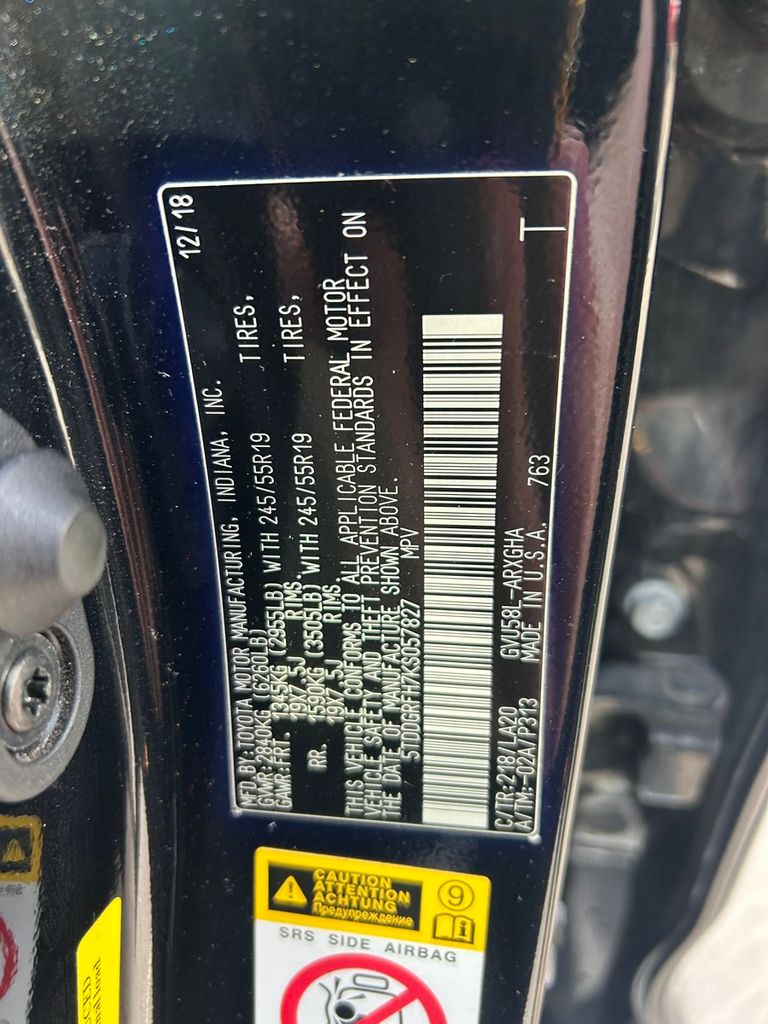 MFD.BY:TOYOTA MOTOR MANUFACTURING, INDIANA, INC. 12/18
GVWR:2840KG (6260LB)
GAWR:FRT. 1345KG (2955LB) WITH 245/55R19 TIRES,
19X7.5J RIMS.
RR. 1590KG (3505LB) WITH 245/55R19 TIRES,
19X7.5J RIMS.
THIS VEHICLE CONFORMS TO ALL APPLICABLE FEDERAL MOTOR
VEHICLE SAFETY AND THEFT PREVENTION STANDARDS IN EFFECT ON
THE DATE OF MANUFACTURE SHOWN ABOVE.
5TDDGRFH7KS057827 MPV
C/TR:218/LA20 GVU58L-ARXGHA
A/TM:-02A/P313 MADE IN U.S.A. 763
T
CAUTION
ATTENTION
ACHTUNG
Предупреждение
9
i
SRS SIDE AIRBAG